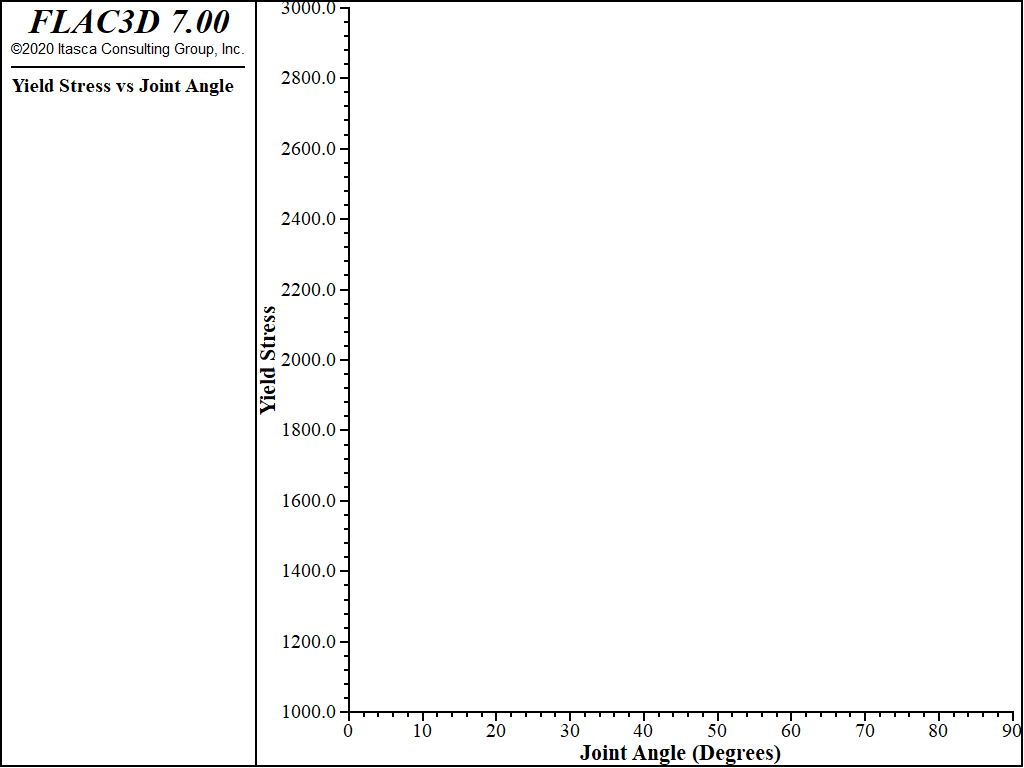 FLAC3D 7.00
©2020 Itasca Consulting Group, Inc.
Yield Stress vs Joint Angle
3000.0
2800.0
2600.0
2400.0
2200.0
2000.0
1800.0
1600.0
1400.0
1200.0
1000.0
Yield Stress
0 10 20 30 40 50 60 70 80 90
Joint Angle (Degrees)